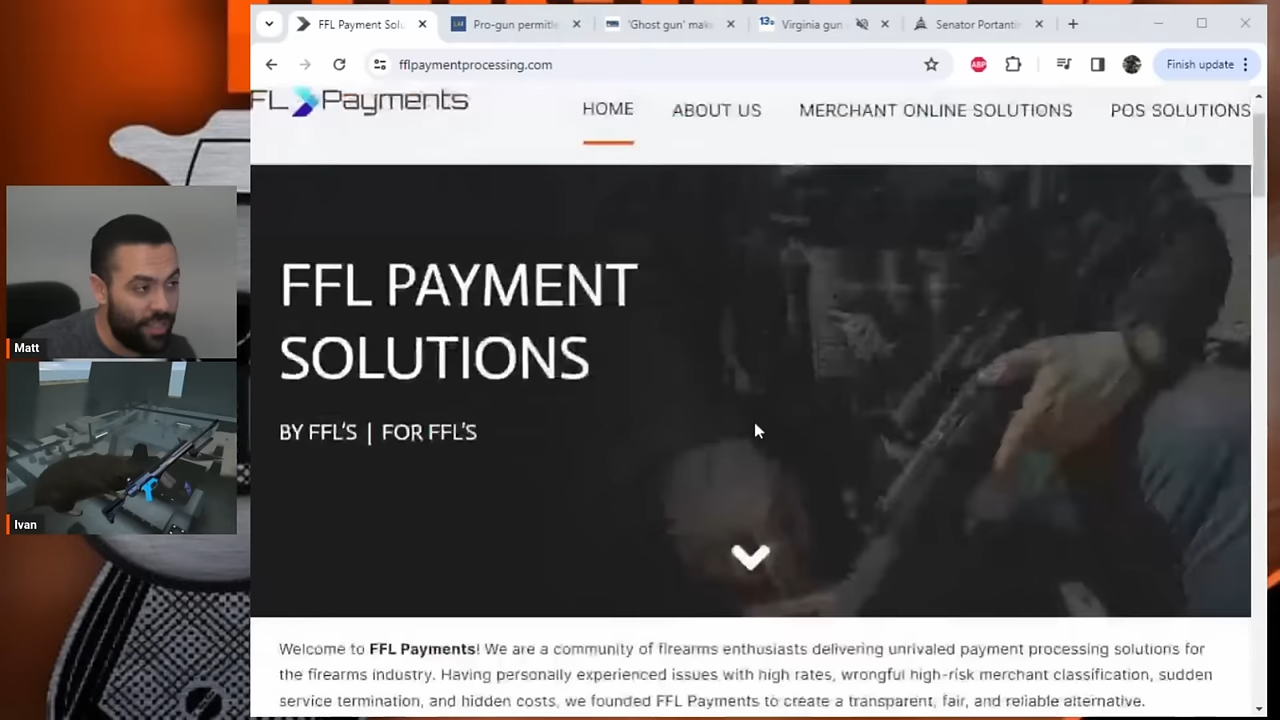 FFL Payment Solu
Pro-gun permitle
'Ghost gun' make
13
Virginia gun
Senator Portantin
fflpaymentprocessing.com
ABP
Finish update
FL Payments
HOME
ABOUT US
MERCHANT ONLINE SOLUTIONS
POS SOLUTIONS
FFL PAYMENT
SOLUTIONS
BY FFL'S | FOR FFL'S
Matt
Ivan
Welcome to FFL Payments! We are a community of firearms enthusiasts delivering unrivaled payment processing solutions for
the firearms industry. Having personally experienced issues with high rates, wrongful high-risk merchant classification, sudden
service termination, and hidden costs, we founded FFL Payments to create a transparent, fair, and reliable alternative.